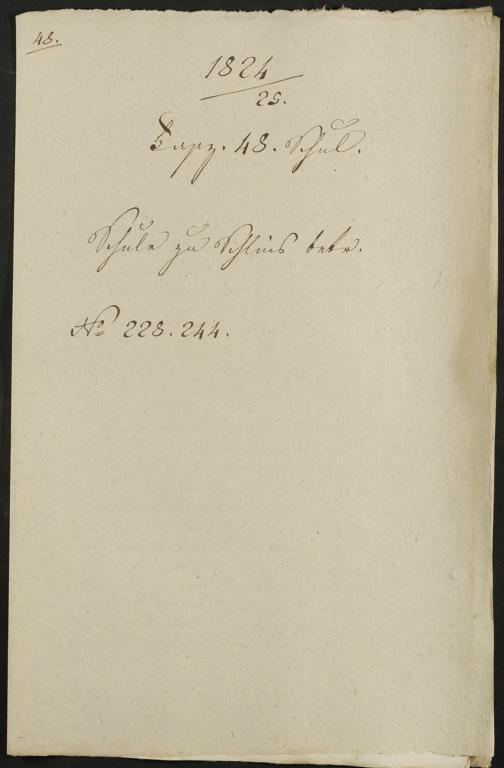 48.
1824
25.
Fasz. 48. Schul.
Schule zu Schlins betr.
No 228. 244.